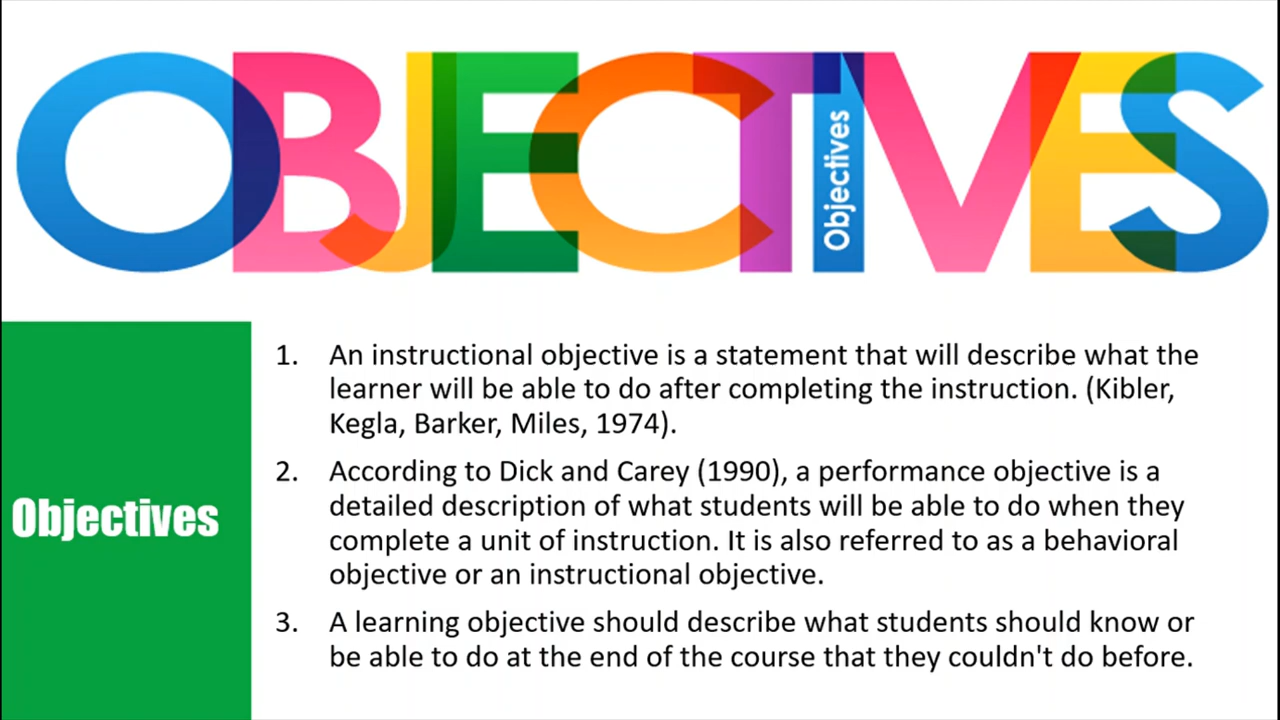 OBJECTIVES
Objectives
Objectives
1. An instructional objective is a statement that will describe what the
learner will be able to do after completing the instruction. (Kibler,
Kegla, Barker, Miles, 1974).
2. According to Dick and Carey (1990), a performance objective is a
detailed description of what students will be able to do when they
complete a unit of instruction. It is also referred to as a behavioral
objective or an instructional objective.
3. A learning objective should describe what students should know or
be able to do at the end of the course that they couldn't do before.